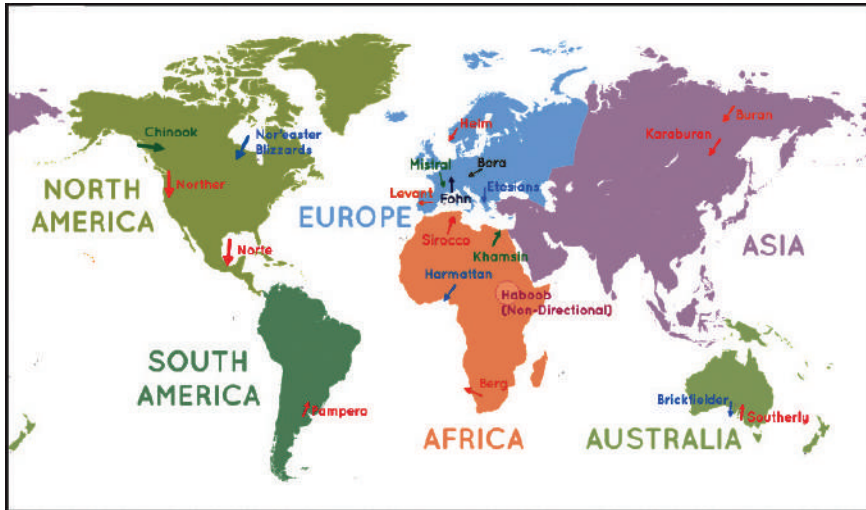 Chinook
Nor'easter
Blizzards
Norther
NORTH
AMERICA
Norte
SOUTH
AMERICA
Pampero
EUROPE
Helm
Mistral
Bora
Levant
Fohn
Etesians
Sirocco
Khamsin
Harmattan
Haboob
(Non-Directional)
Berg
AFRICA
Buran
Karaburan
ASIA
Brickfielder
Southerly
AUSTRALIA